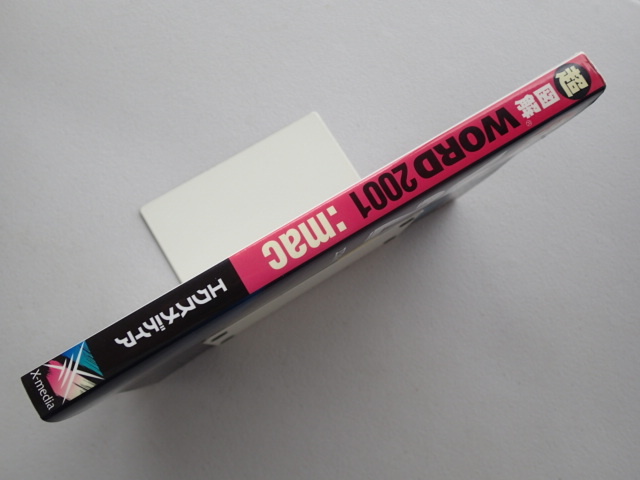 超
図解®
WORD 2001
:mac
エクスメディア
X-media